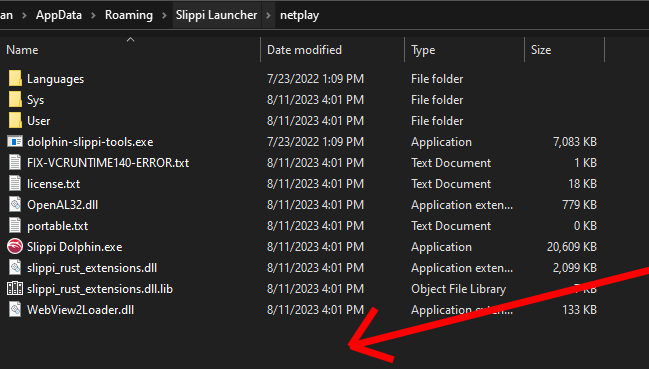 an > AppData > Roaming > Slippi Launcher > netplay
Name Date modified Type Size
Languages 7/23/2022 1:09 PM File folder
Sys 8/11/2023 4:01 PM File folder
User 8/11/2023 4:01 PM File folder
dolphin-slippi-tools.exe 7/23/2022 1:09 PM Application 7,083 KB
FIX-VCRUNTIME140-ERROR.txt 8/11/2023 4:01 PM Text Document 1 KB
license.txt 8/11/2023 4:01 PM Text Document 18 KB
OpenAL32.dll 8/11/2023 4:01 PM Application exten... 779 KB
portable.txt 8/11/2023 4:01 PM Text Document 0 KB
Slippi Dolphin.exe 8/11/2023 4:01 PM Application 20,609 KB
slippi_rust_extensions.dll 8/11/2023 4:01 PM Application exten... 2,099 KB
slippi_rust_extensions.dll.lib 8/11/2023 4:01 PM Object File Library KB
WebView2Loader.dll 8/11/2023 4:01 PM Application exten... 133 KB